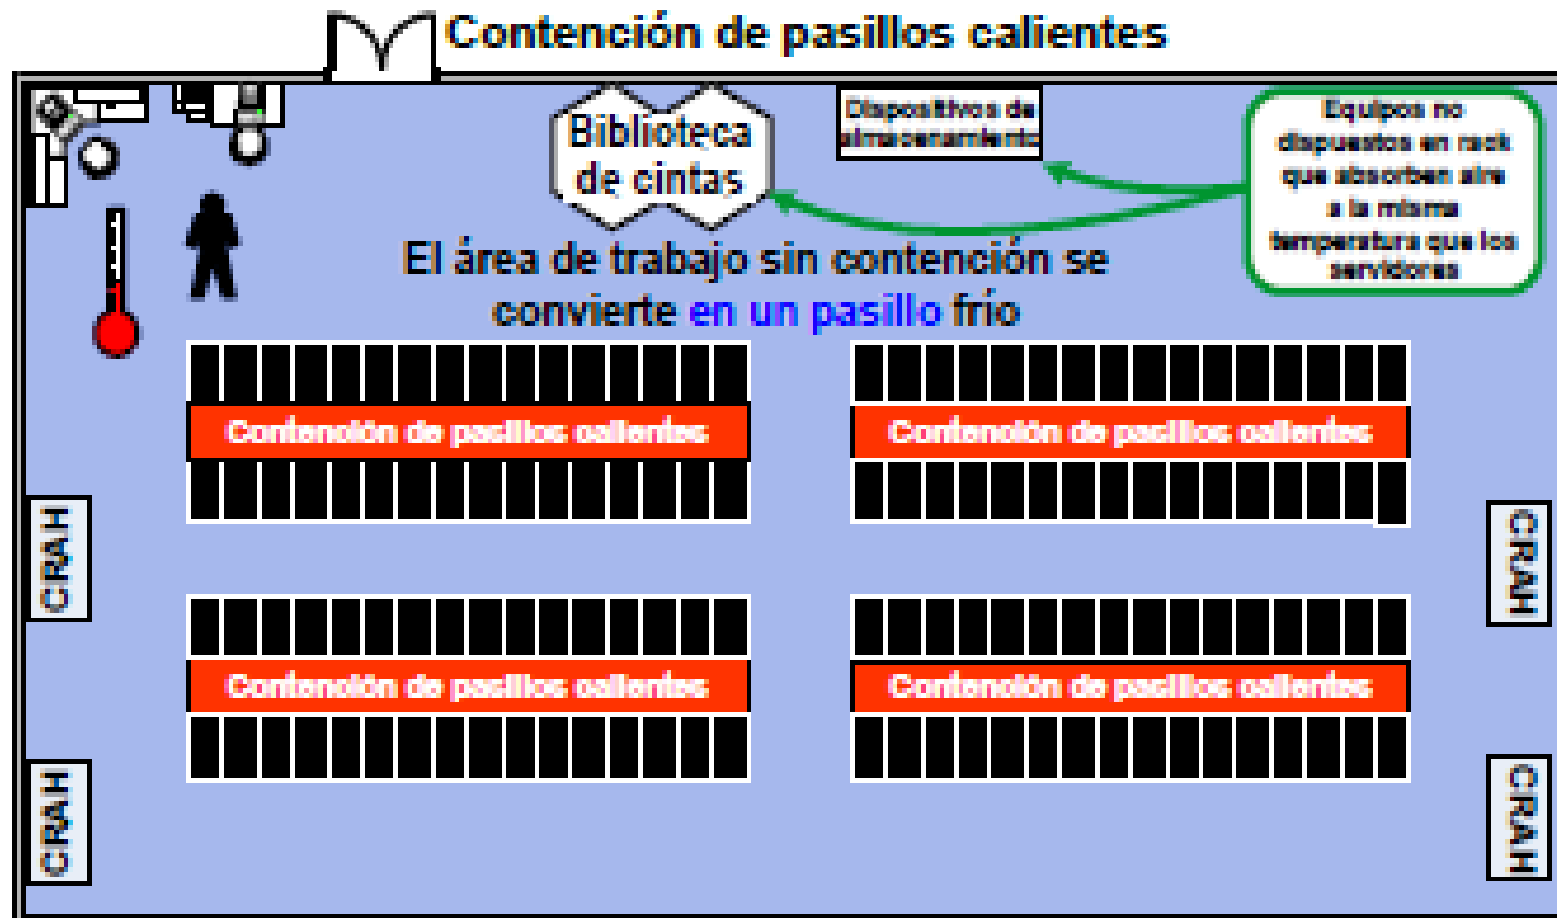 Contención de pasillos calientes
Biblioteca
de cintas
Dispositivos de
almacenamiento
Equipos no
dispuestos en rack
que absorben aire
a la misma
temperatura que los
servidores
El área de trabajo sin contención se
convierte en un pasillo frío
Contención de pasillos calientes
Contención de pasillos calientes
CRAH
CRAH
Contención de pasillos calientes
Contención de pasillos calientes
CRAH
CRAH